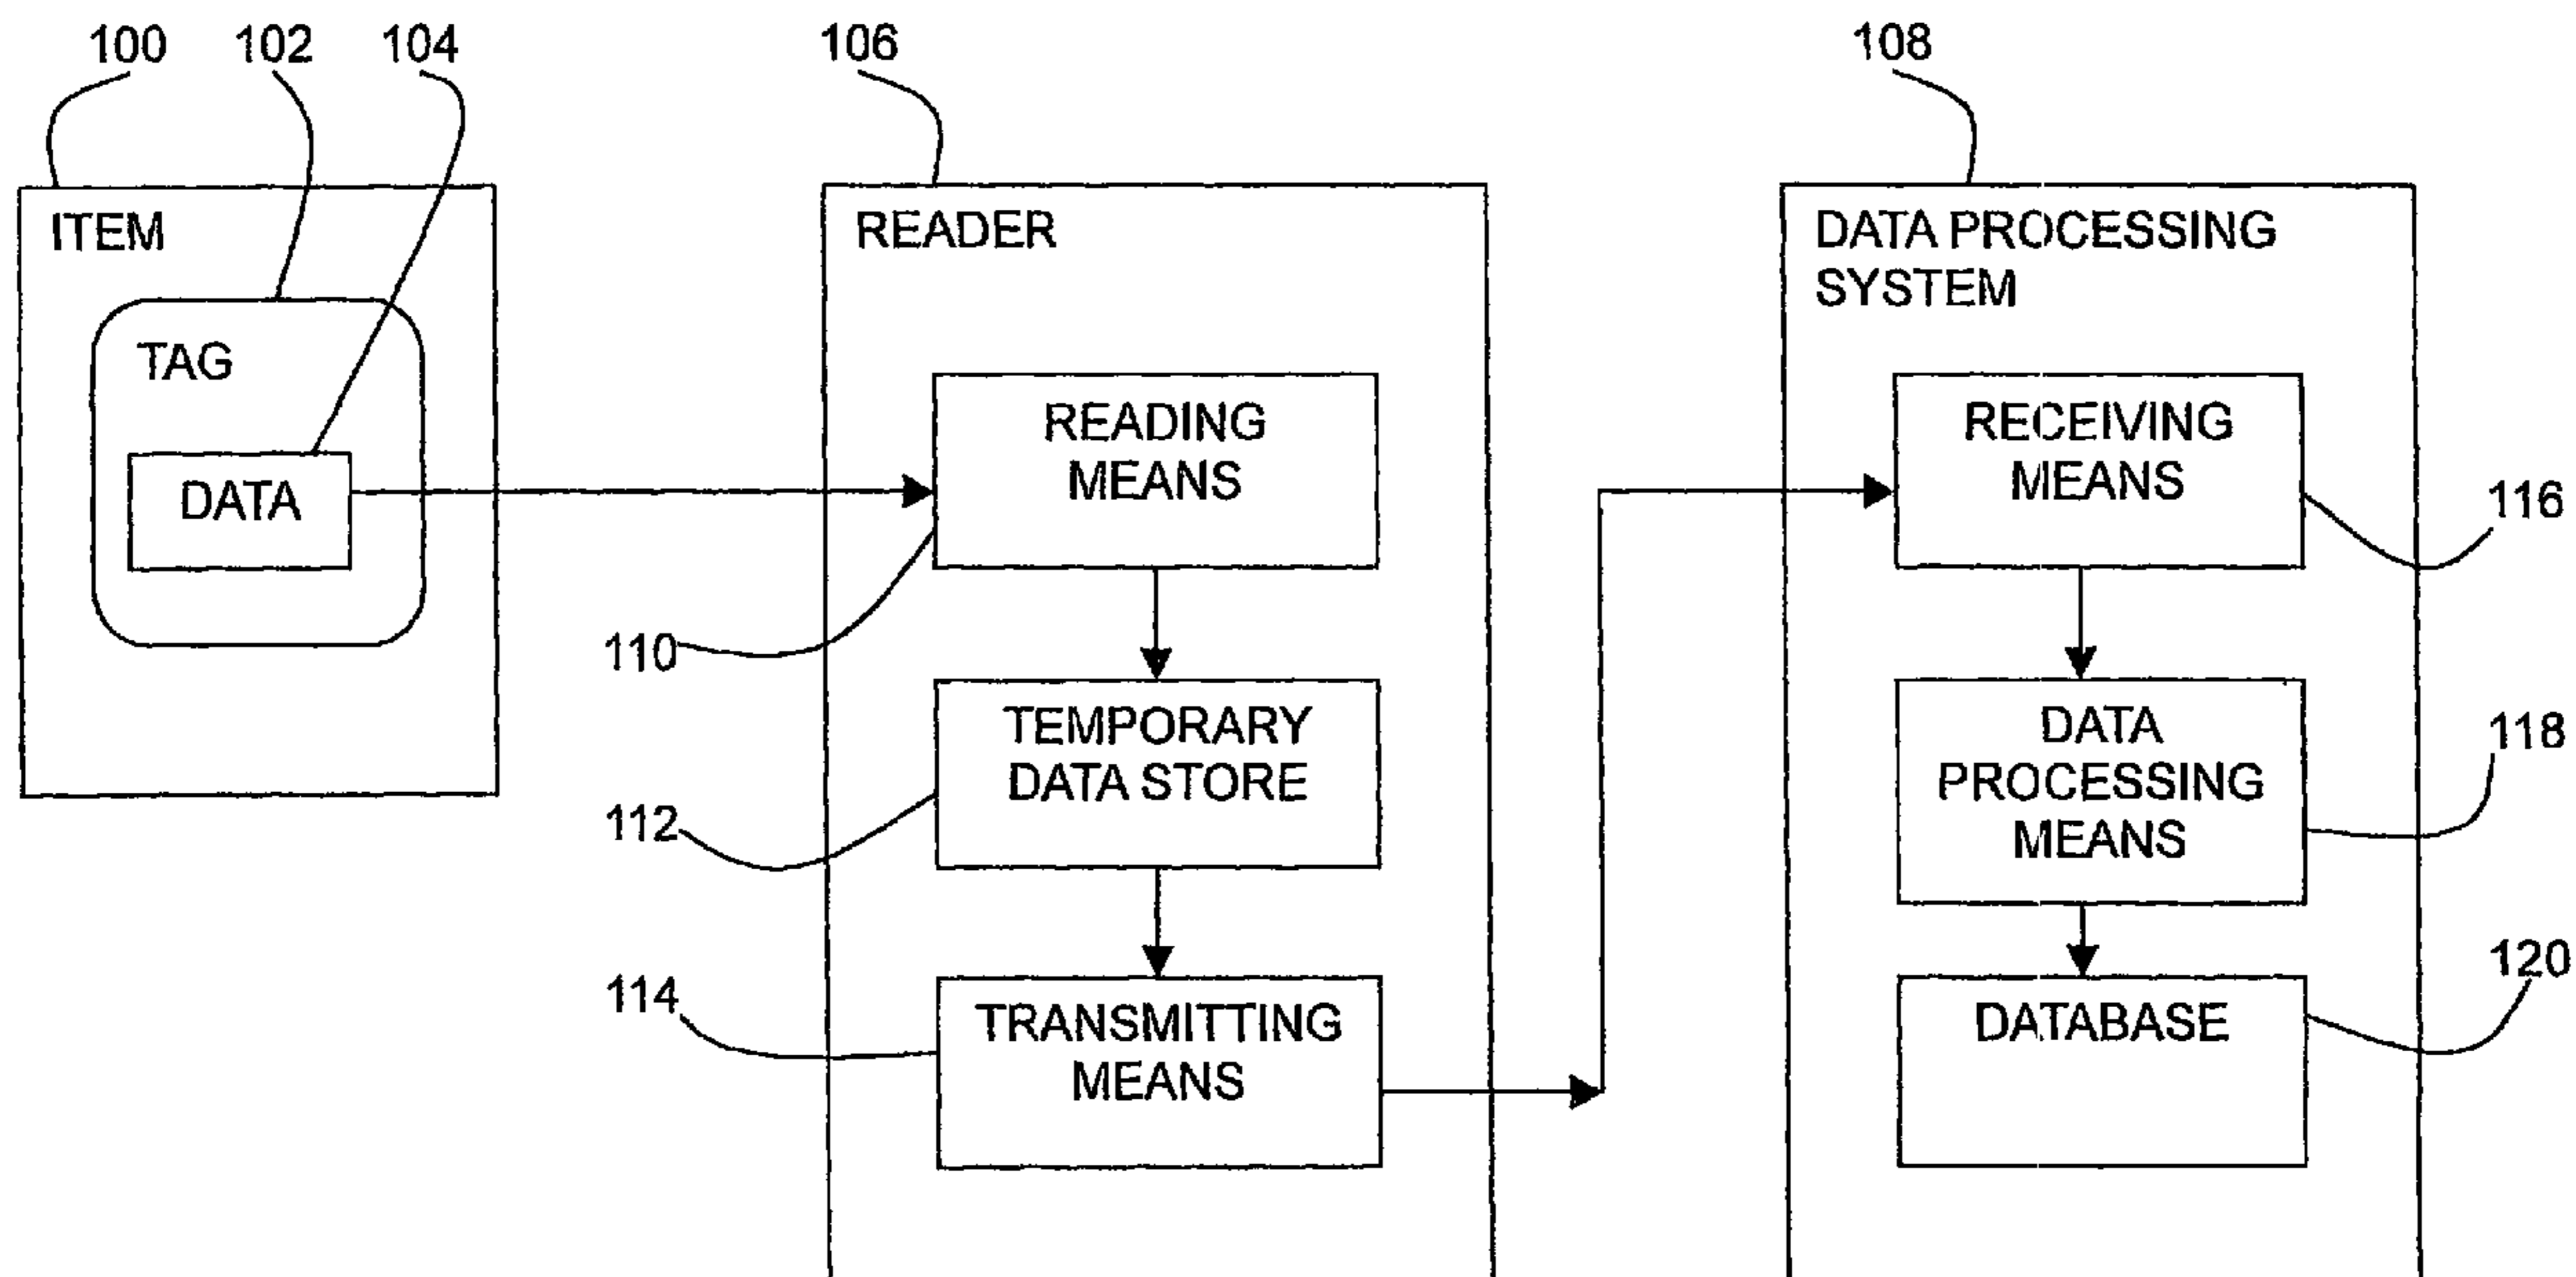 100
102
104
106
108
ITEM
TAG
DATA
READER
READING
MEANS
110
TEMPORARY
DATA STORE
112
TRANSMITTING
MEANS
114
DATA PROCESSING
SYSTEM
RECEIVING
MEANS
116
DATA
PROCESSING
MEANS
118
DATABASE
120